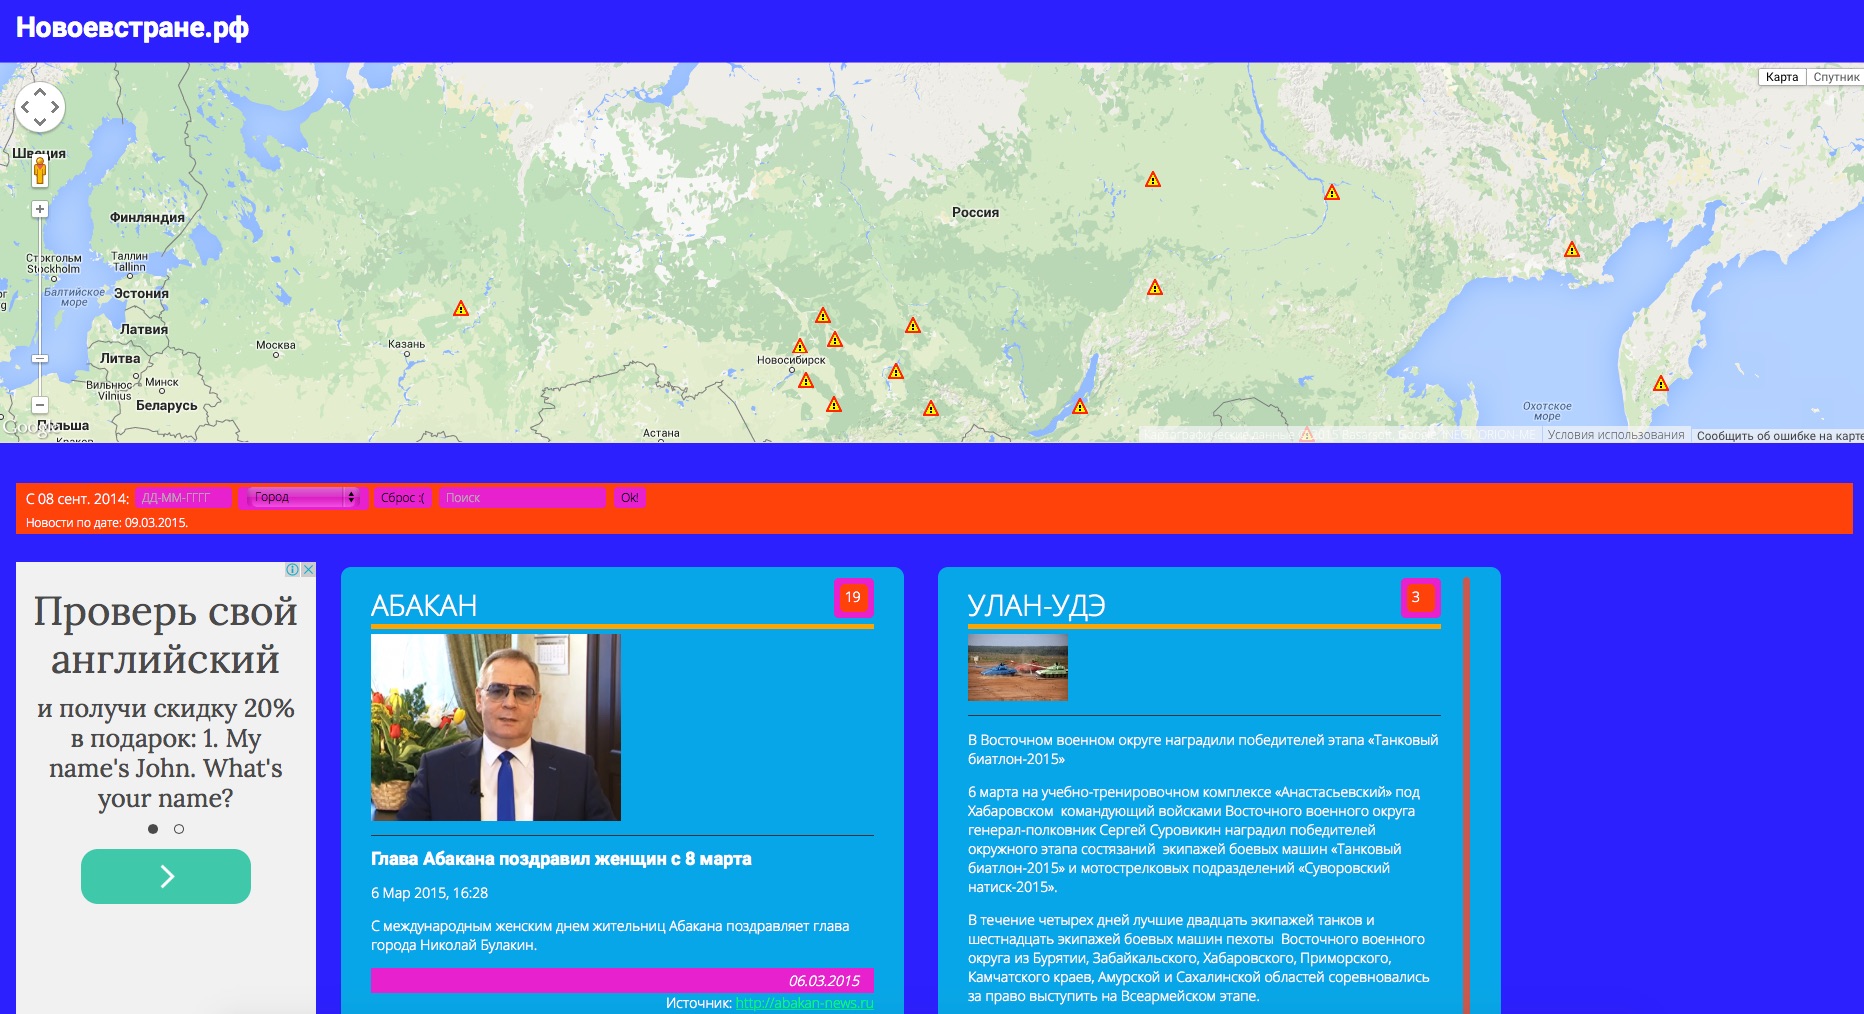 Новоевстране.рф
Карта Спутник
Швеция
Финляндия
Россия
Стокгольм
Stockholm
Таллин
Tallinn
Балтийское
море
Эстония
Латвия
Москва
Казань
Новосибирск
Литва
Вильнюс
Vilnius
Минск
Беларусь
Польша
Краков
Астана
Охотское
море
Google
Условия использования
Сообщить об ошибке на карте
С 08 сент. 2014: ДД-ММ-ГГГГ Город Сброс :( Поиск Ok!
Новости по дате: 09.03.2015.
Проверь свой
английский
и получи скидку 20%
в подарок: 1. My
name's John. What's
your name?
АБАКАН 19
Глава Абакана поздравил женщин с 8 марта
6 Мар 2015, 16:28
С международным женским днем жительниц Абакана поздравляет глава
города Николай Булакин.
06.03.2015
Источник: http://abakan-news.ru
УЛАН-УДЭ 3
В Восточном военном округе наградили победителей этапа «Танковый
биатлон-2015»
6 марта на учебно-тренировочном комплексе «Анастасьевский» под
Хабаровском командующий войсками Восточного военного округа
генерал-полковник Сергей Суровикин наградил победителей
окружного этапа состязаний экипажей боевых машин «Танковый
биатлон-2015» и мотострелковых подразделений «Суворовский
натиск-2015».
В течение четырех дней лучшие двадцать экипажей танков и
шестнадцать экипажей боевых машин пехоты Восточного военного
округа из Бурятии, Забайкальского, Хабаровского, Приморского,
Камчатского краев, Амурской и Сахалинской областей соревновались
за право выступить на Всеармейском этапе.